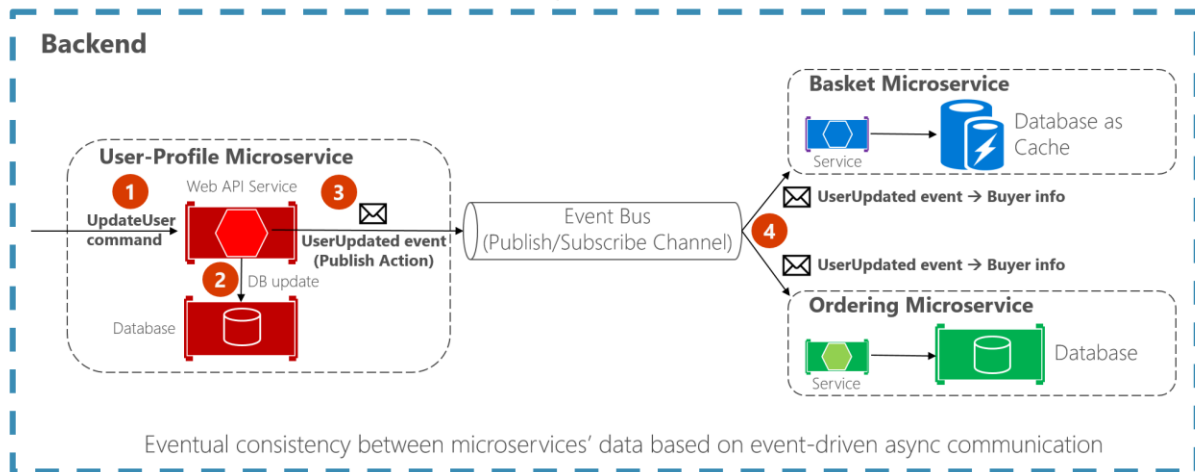 Backend
User-Profile Microservice
1
Web API Service
3
UpdateUser
command
UserUpdated event
(Publish Action)
2
DB update
Database
Event Bus
(Publish/Subscribe Channel)
4
Basket Microservice
Service
Database as
Cache
UserUpdated event → Buyer info
UserUpdated event → Buyer info
Ordering Microservice
Service
Database
Eventual consistency between microservices’ data based on event-driven async communication